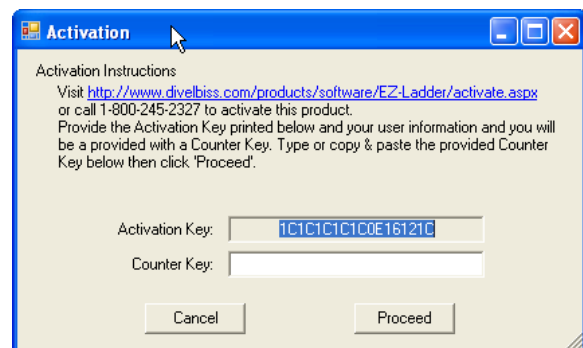 Activation
Activation Instructions
Visit http://www.divelbiss.com/products/software/EZ-Ladder/activate.aspx
or call 1-800-245-2327 to activate this product.
Provide the Activation Key printed below and your user information and you will
be a provided with a Counter Key. Type or copy & paste the provided Counter
Key below then click 'Proceed'.
Activation Key: 1C1C1C1C1C0E16121C
Counter Key:
Cancel Proceed